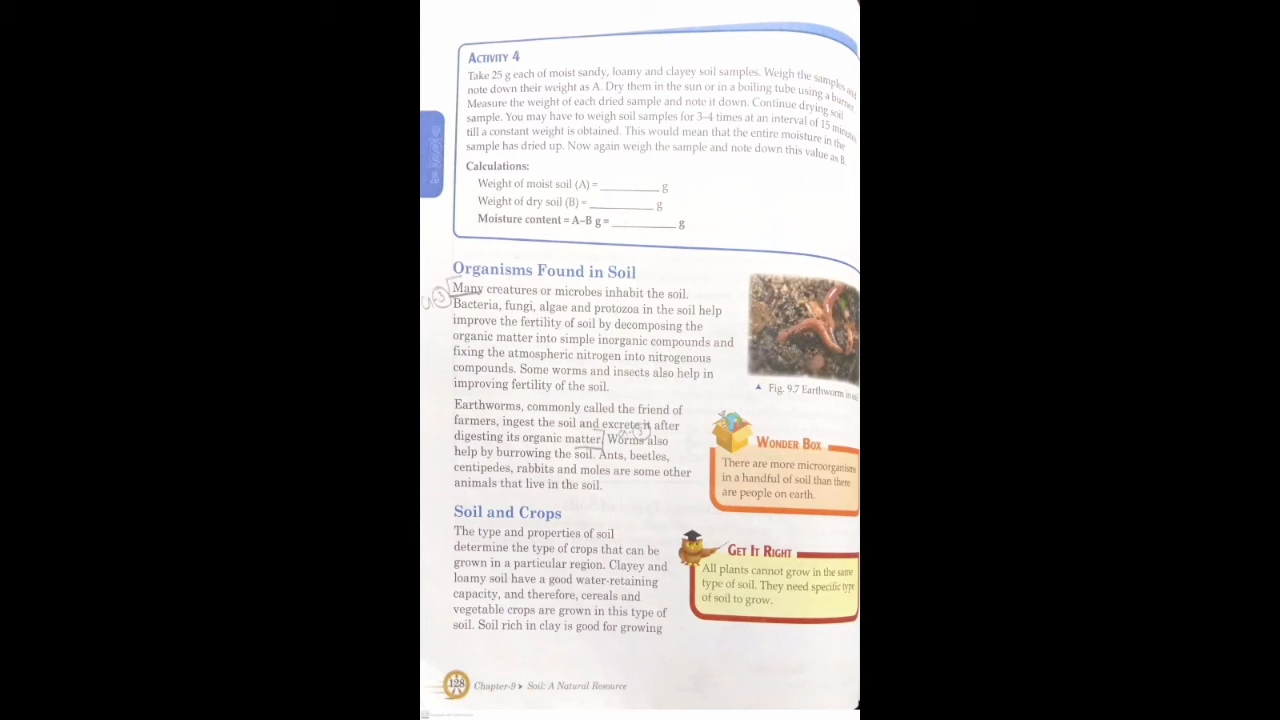 ACTIVITY 4
Take 25 g each of moist sandy, loamy and clayey soil samples. Weigh the samples and
note down their weight as A. Dry them in the sun or in a boiling tube using a burner.
Measure the weight of each dried sample and note it down. Continue drying soil
sample. You may have to weigh soil samples for 3–4 times at an interval of 15 minutes
till a constant weight is obtained. This would mean that the entire moisture in the
sample has dried up. Now again weigh the sample and note down this value as B.
Calculations:
Weight of moist soil (A) = __________ g
Weight of dry soil (B) = __________ g
Moisture content = A–B g = __________ g
Organisms Found in Soil
Many creatures or microbes inhabit the soil.
Bacteria, fungi, algae and protozoa in the soil help
improve the fertility of soil by decomposing the
organic matter into simple inorganic compounds and
fixing the atmospheric nitrogen into nitrogenous
compounds. Some worms and insects also help in
improving fertility of the soil.
Fig. 9.7 Earthworm in
Earthworms, commonly called the friend of
farmers, ingest the soil and excrete it after
digesting its organic matter. Worms also
help by burrowing the soil. Ants, beetles,
centipedes, rabbits and moles are some other
animals that live in the soil.
WONDER BOX
There are more microorganisms
in a handful of soil than there
are people on earth.
Soil and Crops
The type and properties of soil
determine the type of crops that can be
grown in a particular region. Clayey and
loamy soil have a good water-retaining
capacity, and therefore, cereals and
vegetable crops are grown in this type of
soil. Soil rich in clay is good for growing
GET IT RIGHT
All plants cannot grow in the same
type of soil. They need specific type
of soil to grow.
128 Chapter-9 > Soil: A Natural Resource